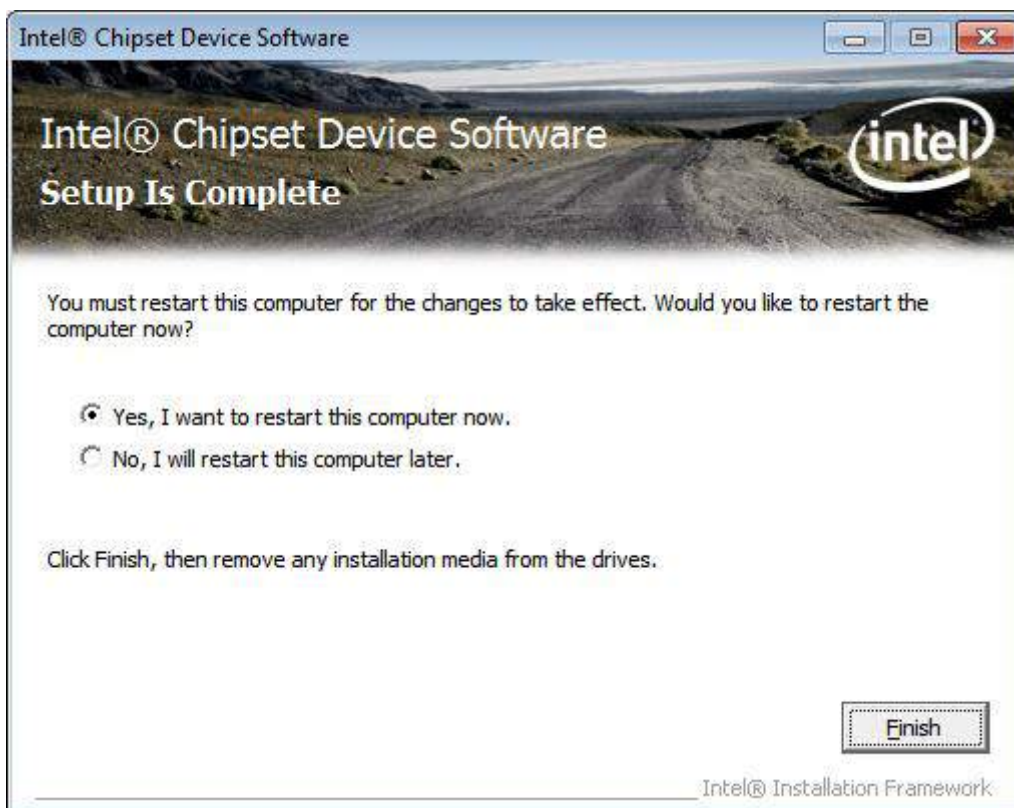 Intel® Chipset Device Software
Intel® Chipset Device Software
intel
Setup Is Complete
You must restart this computer for the changes to take effect. Would you like to restart the
computer now?
Yes, I want to restart this computer now.
No, I will restart this computer later.
Click Finish, then remove any installation media from the drives.
Finish
Intel® Installation Framework